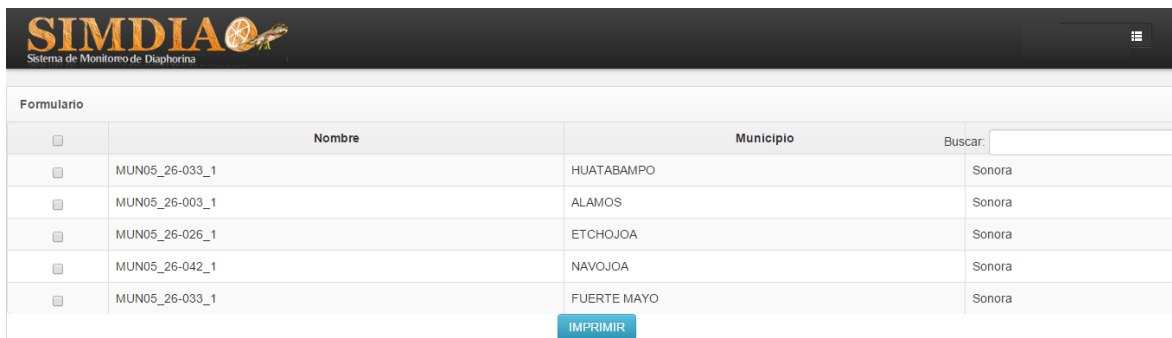 SIMDIA
Sistema de Monitoreo de Diaphorina
Formulario
Nombre Municipio Buscar:
MUN05_26-033_1 HUATABAMPO Sonora
MUN05_26-003_1 ALAMOS Sonora
MUN05_26-026_1 ETCHOJOA Sonora
MUN05_26-042_1 NAVOJOA Sonora
MUN05_26-033_1 FUERTE MAYO Sonora
IMPRIMIR